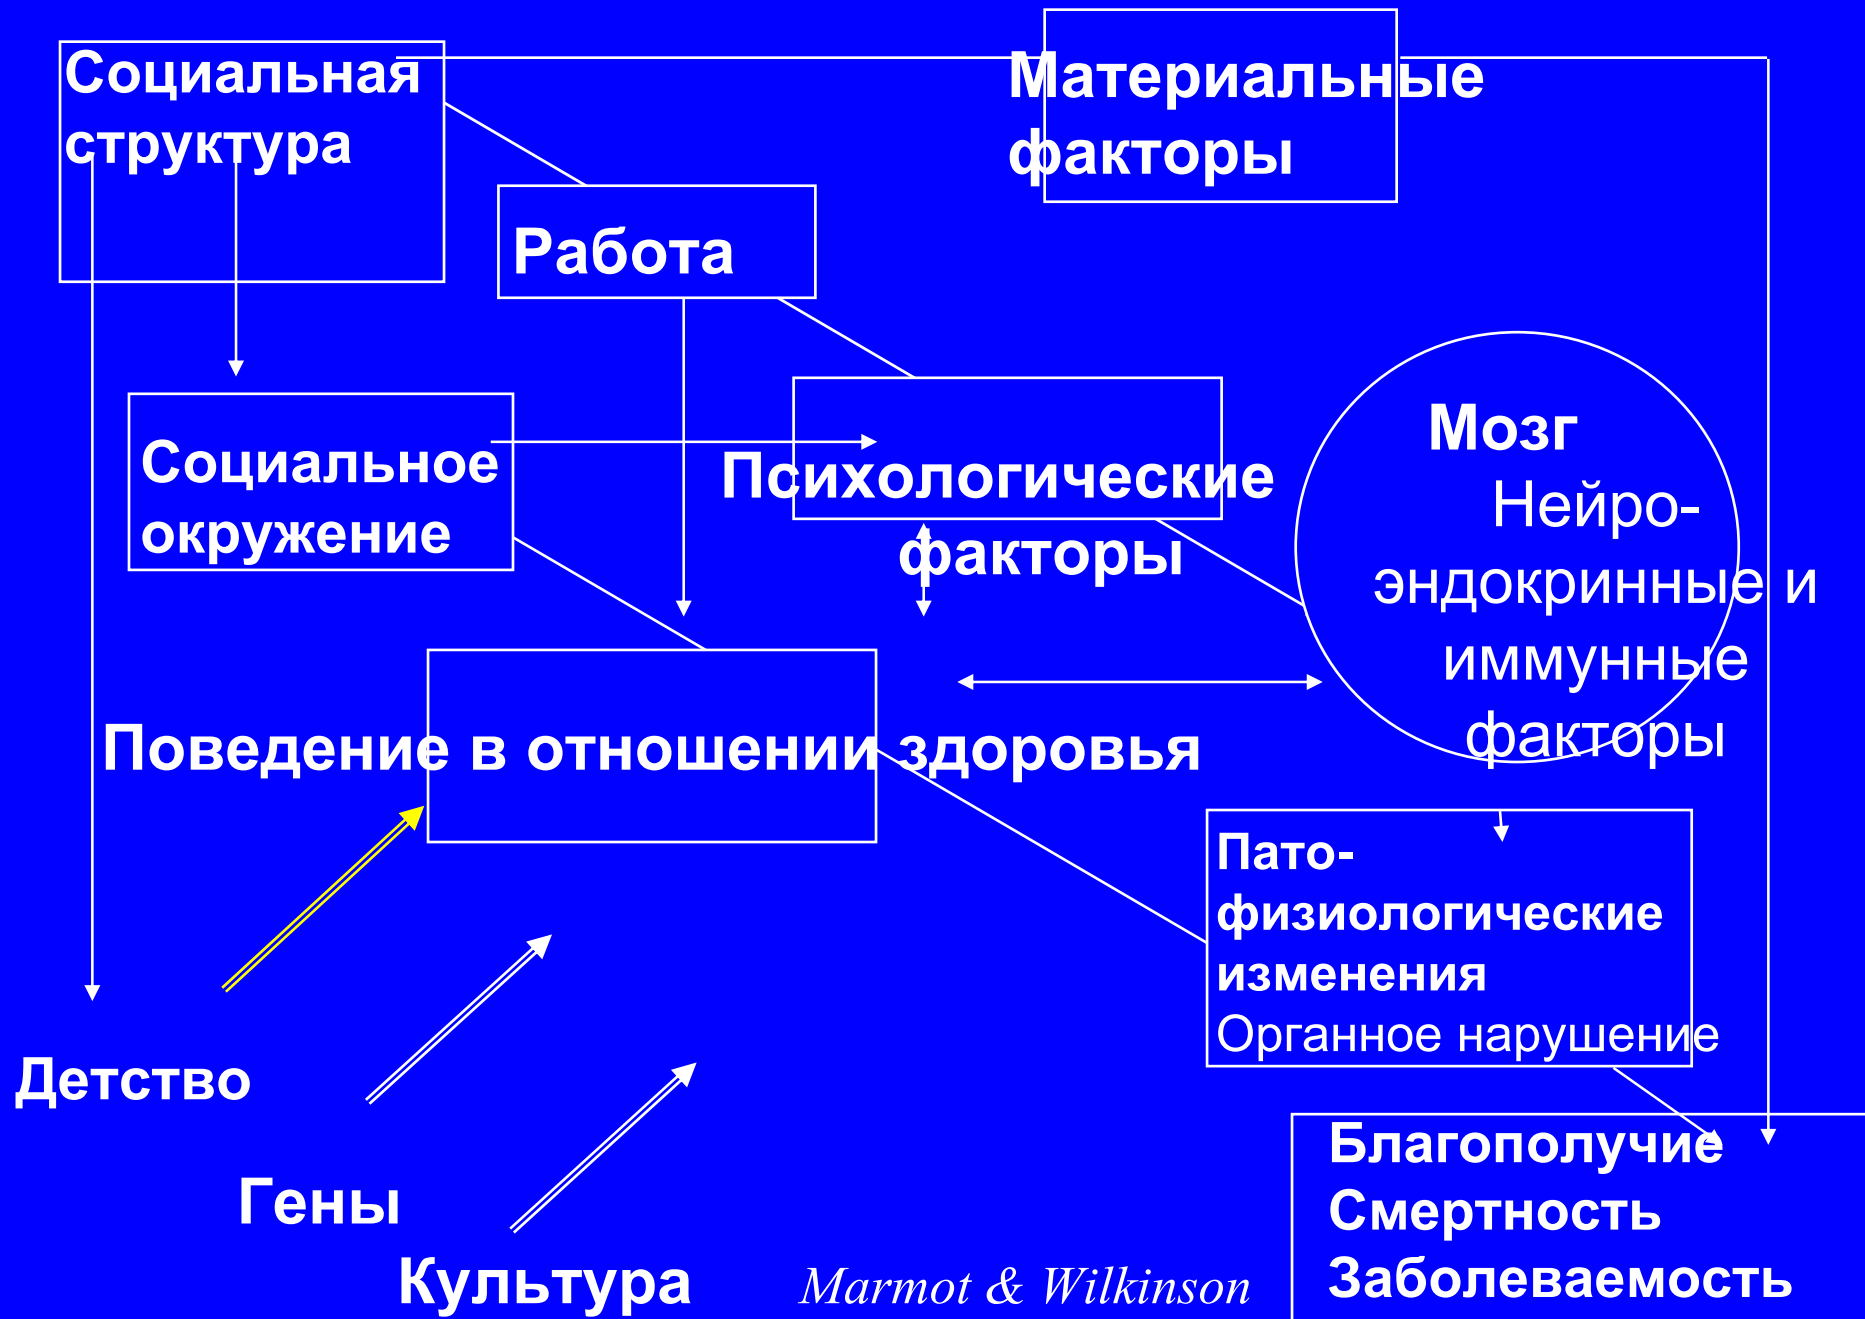 Социальная
структура
Материальные
факторы
Работа
Социальное
окружение
Психологические
факторы
Мозг
Нейро-
эндокринные и
иммунные
факторы
Поведение в отношении здоровья
Пато-
физиологические
изменения
Органное нарушение
Детство
Гены
Культура
Marmot & Wilkinson
Благополучие
Смертность
Заболеваемость